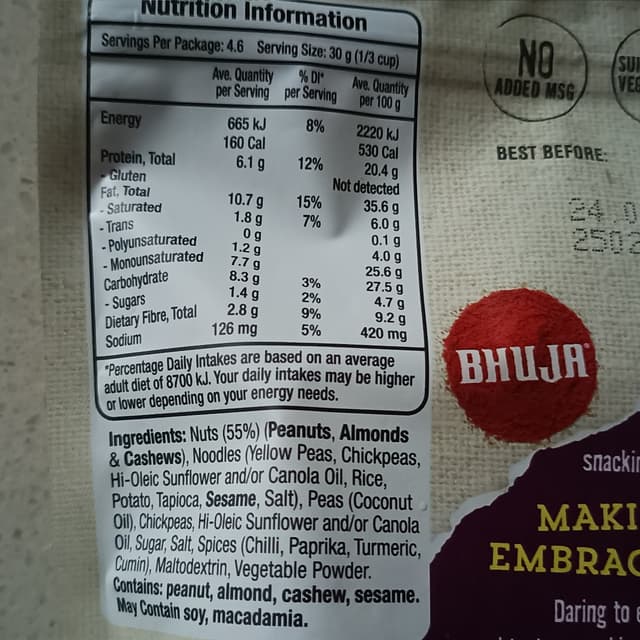 Nutrition Information
Servings Per Package: 4.6 Serving Size: 30 g (1/3 cup)
Ave. Quantity per Serving % DI* per Serving Ave. Quantity per 100 g
Energy 665 kJ 8% 2220 kJ
160 Cal 530 Cal
Protein, Total 6.1 g 12% 20.4 g
- Gluten Not detected
Fat, Total 10.7 g 15% 35.6 g
- Saturated 1.8 g 7% 6.0 g
- Trans 0 g 0.1 g
- Polyunsaturated 1.2 g 4.0 g
- Monounsaturated 7.7 g 25.6 g
Carbohydrate 8.3 g 3% 27.5 g
- Sugars 1.4 g 2% 4.7 g
Dietary Fibre, Total 2.8 g 9% 9.2 g
Sodium 126 mg 5% 420 mg
*Percentage Daily Intakes are based on an average
adult diet of 8700 kJ. Your daily intakes may be higher
or lower depending on your energy needs.
Ingredients: Nuts (55%) (Peanuts, Almonds
& Cashews), Noodles (Yellow Peas, Chickpeas,
Hi-Oleic Sunflower and/or Canola Oil, Rice,
Potato, Tapioca, Sesame, Salt), Peas (Coconut
Oil), Chickpeas, Hi-Oleic Sunflower and/or Canola
Oil, Sugar, Salt, Spices (Chilli, Paprika, Turmeric,
Cumin), Maltodextrin, Vegetable Powder.
Contains: peanut, almond, cashew, sesame.
May Contain soy, macadamia.
NO
ADDED MSG
BEST BEFORE:
BHUJA
Daring to